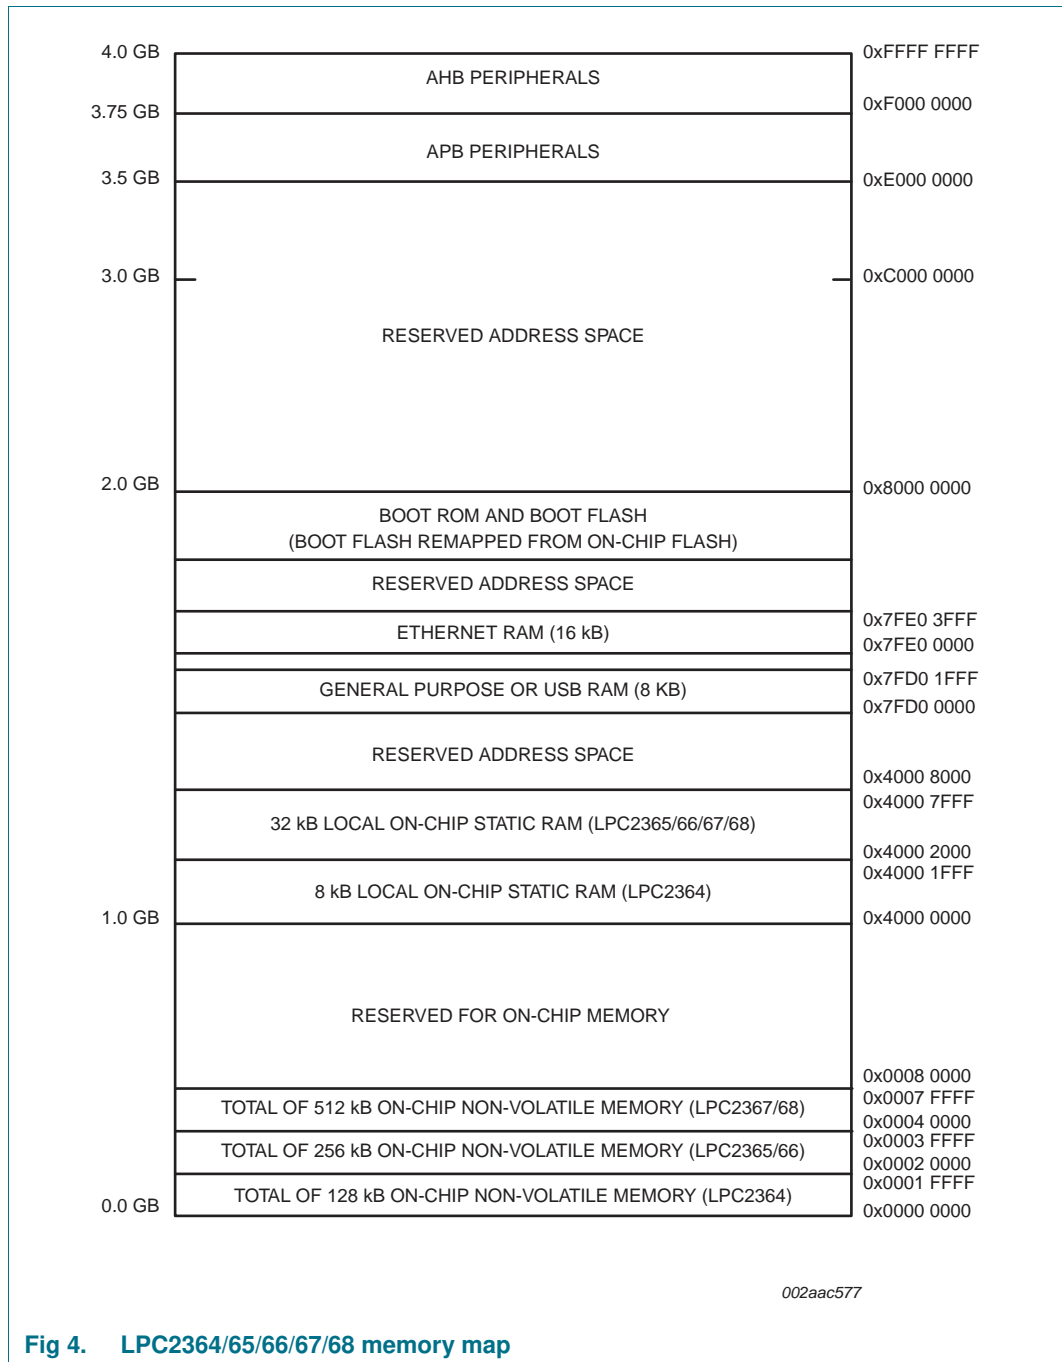 4.0 GB 0xFFFF FFFF
AHB PERIPHERALS
3.75 GB 0xF000 0000
APB PERIPHERALS
3.5 GB 0xE000 0000
3.0 GB 0xC000 0000
RESERVED ADDRESS SPACE
2.0 GB 0x8000 0000
BOOT ROM AND BOOT FLASH
(BOOT FLASH REMAPPED FROM ON-CHIP FLASH)
RESERVED ADDRESS SPACE
0x7FE0 3FFF
ETHERNET RAM (16 kB)
0x7FE0 0000
0x7FD0 1FFF
GENERAL PURPOSE OR USB RAM (8 KB)
0x7FD0 0000
RESERVED ADDRESS SPACE
0x4000 8000
0x4000 7FFF
32 kB LOCAL ON-CHIP STATIC RAM (LPC2365/66/67/68)
0x4000 2000
0x4000 1FFF
8 kB LOCAL ON-CHIP STATIC RAM (LPC2364)
1.0 GB 0x4000 0000
RESERVED FOR ON-CHIP MEMORY
0x0008 0000
0x0007 FFFF
TOTAL OF 512 kB ON-CHIP NON-VOLATILE MEMORY (LPC2367/68)
0x0004 0000
0x0003 FFFF
TOTAL OF 256 kB ON-CHIP NON-VOLATILE MEMORY (LPC2365/66)
0x0002 0000
0x0001 FFFF
TOTAL OF 128 kB ON-CHIP NON-VOLATILE MEMORY (LPC2364)
0.0 GB 0x0000 0000
002aac577
Fig 4. LPC2364/65/66/67/68 memory map